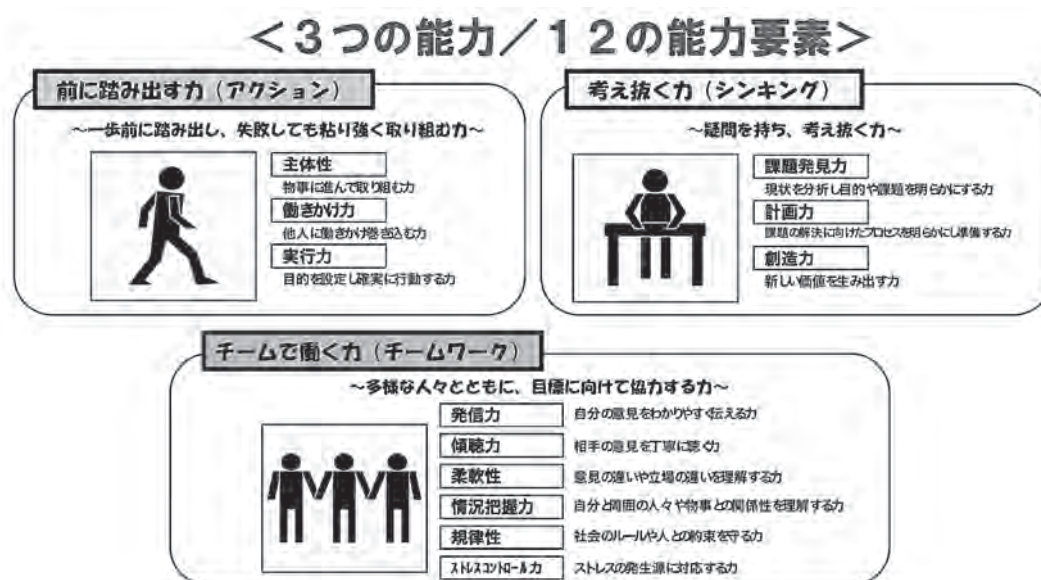 ＜３つの能力／１２の能力要素＞
前に踏み出す力（アクション）
～一歩前に踏み出し、失敗しても粘り強く取り組む力～
主体性
物事に進んで取り組む力
働きかけ力
他人に働きかけ巻き込む力
実行力
目的を設定し確実に行動する力
考え抜く力（シンキング）
～疑問を持ち、考え抜く力～
課題発見力
現状を分析し目的や課題を明らかにする力
計画力
課題の解決に向けたプロセスを明らかにし準備する力
創造力
新しい価値を生み出す力
チームで働く力（チームワーク）
～多様な人々とともに、目標に向けて協力する力～
発信力 自分の意見をわかりやすく伝える力
傾聴力 相手の意見を丁寧に聴く力
柔軟性 意見の違いや立場の違いを理解する力
情況把握力 自分と周囲の人々や物事との関係性を理解する力
規律性 社会のルールや人との約束を守る力
ストレスコントロール力 ストレスの発生源に対応する力